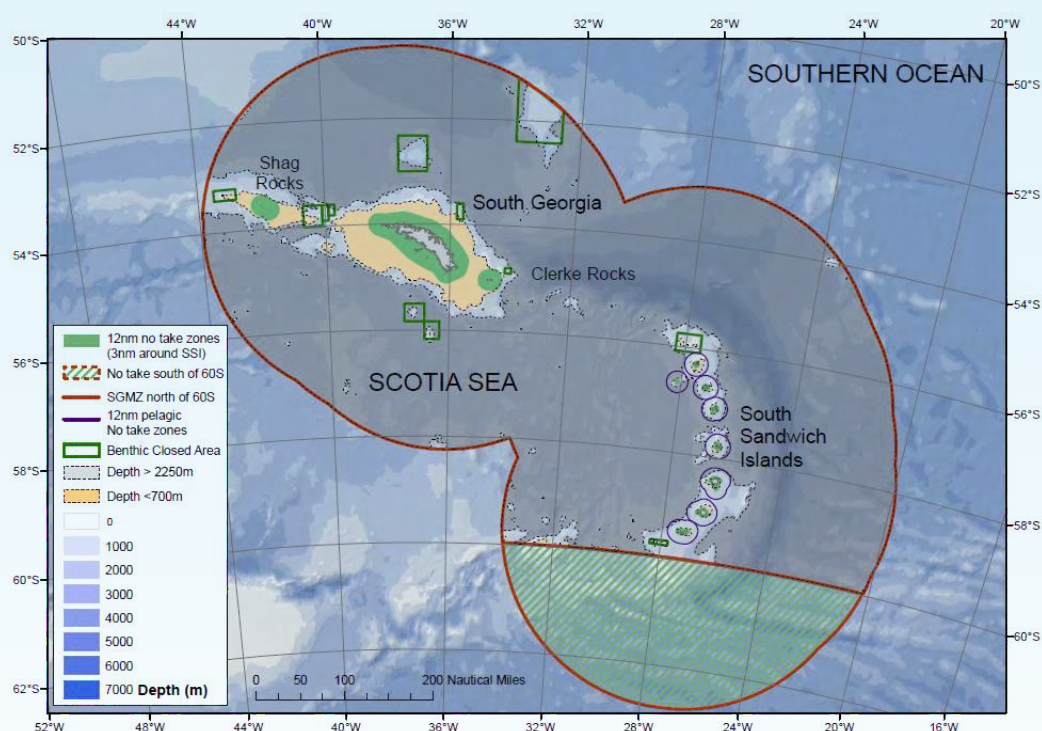 44°W
40°W
36°W
32°W
28°W
24°W
20°W
50°S
50°S
SOUTHERN OCEAN
52°S
52°S
Shag
Rocks
South Georgia
54°S
54°S
Clerke Rocks
56°S
56°S
SCOTIA SEA
South
Sandwich
Islands
58°S
58°S
60°S
60°S
62°S
12nm no take zones
(3nm around SSI)
No take south of 60S
SGMZ north of 60S
12nm pelagic
No take zones
Benthic Closed Area
Depth > 2250m
Depth <700m
0
1000
2000
3000
4000
5000
6000
7000 Depth (m)
0 50 100 200 Nautical Miles
52°W
44°W
40°W
36°W
32°W
28°W
24°W
20°W
16°W